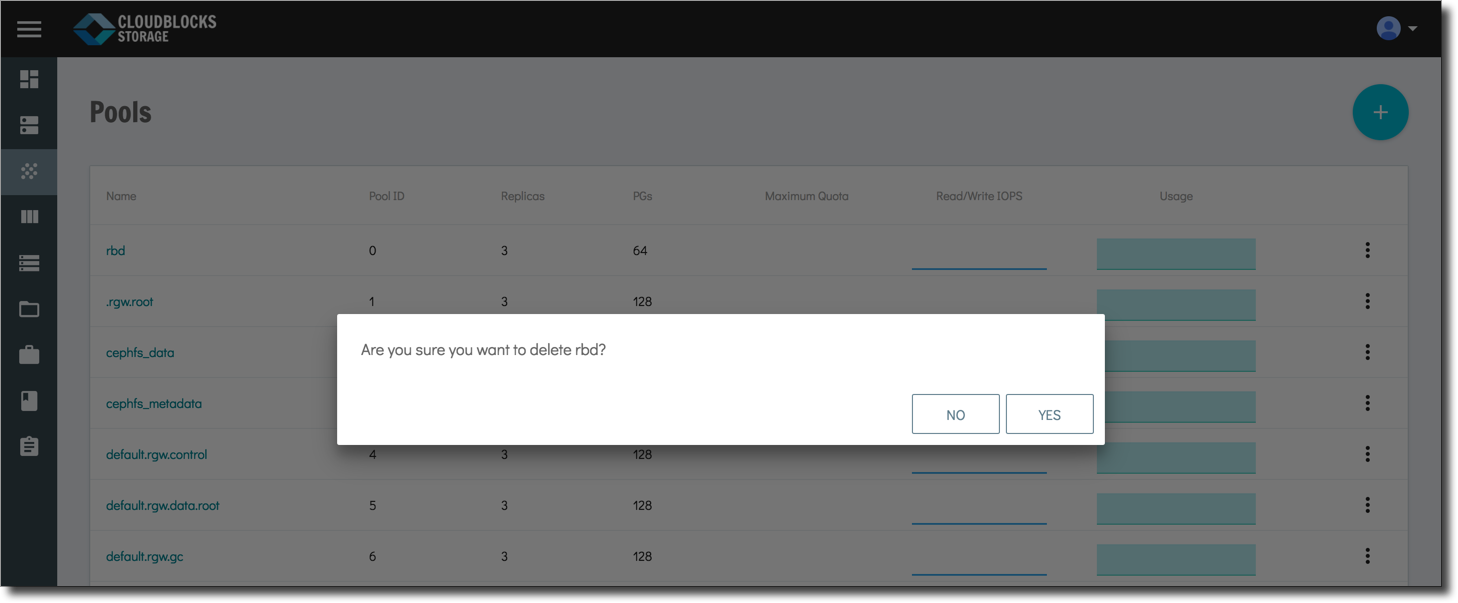 CLOUDBLOCKS
STORAGE
Pools
+
Name Pool ID Replicas PGs Maximum Quota Read/Write IOPS Usage
rbd 0 3 64
.rgw.root 1 3 128
cephfs_data
Are you sure you want to delete rbd?
cephfs_metadata
NO YES
default.rgw.control 4 3 128
default.rgw.data.root 5 3 128
default.rgw.gc 6 3 128